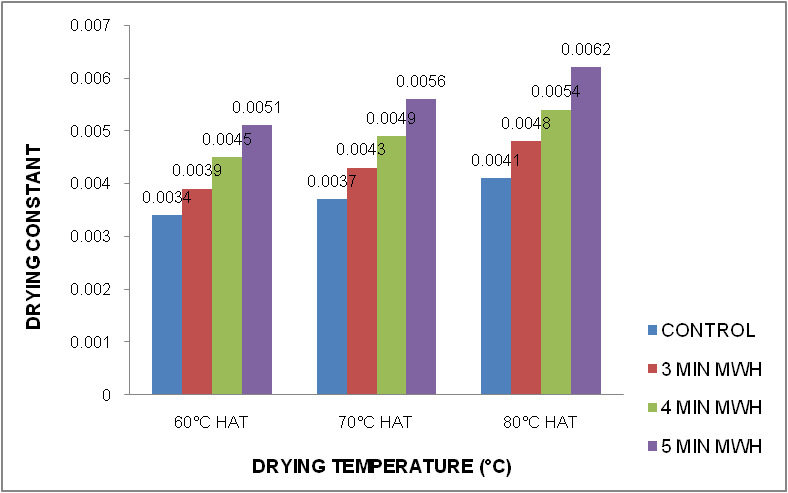 0.007
0.006
0.005
0.004
0.003
0.002
0.001
0
DRYING CONSTANT
0.0034
0.0039
0.0045
0.0051
0.0037
0.0043
0.0049
0.0056
0.0041
0.0048
0.0054
0.0062
60°C HAT
70°C HAT
80°C HAT
DRYING TEMPERATURE (°C)
CONTROL
3 MIN MWH
4 MIN MWH
5 MIN MWH